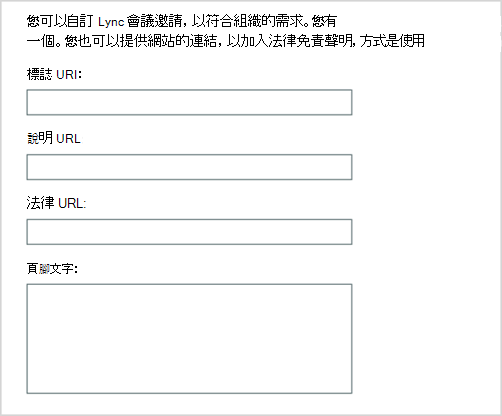 您可以自訂 Lync 會議邀請，以符合組織的需求。您有
一個。您也可以提供網站的連結，以加入法律免責聲明，方式是使用
標誌 URI：
說明 URL
法律 URL:
頁腳文字：